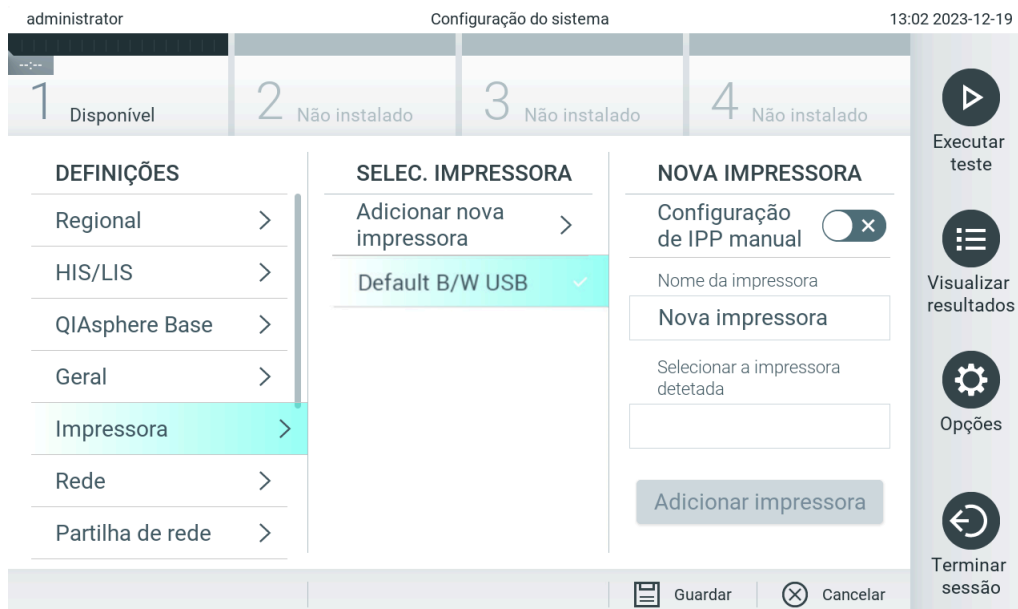 administrator
Configuração do sistema
13:02 2023-12-19
--:--
1 Disponível
2 Não instalado
3 Não instalado
4 Não instalado
DEFINIÇÕES
Regional
HIS/LIS
QIAsphere Base
Geral
Impressora
Rede
Partilha de rede
SELEC. IMPRESSORA
Adicionar nova
impressora
Default B/W USB
NOVA IMPRESSORA
Configuração
de IPP manual
Nome da impressora
Nova impressora
Selecionar a impressora
detetada
Adicionar impressora
Executar
teste
Visualizar
resultados
Opções
Terminar
sessão
Guardar
Cancelar